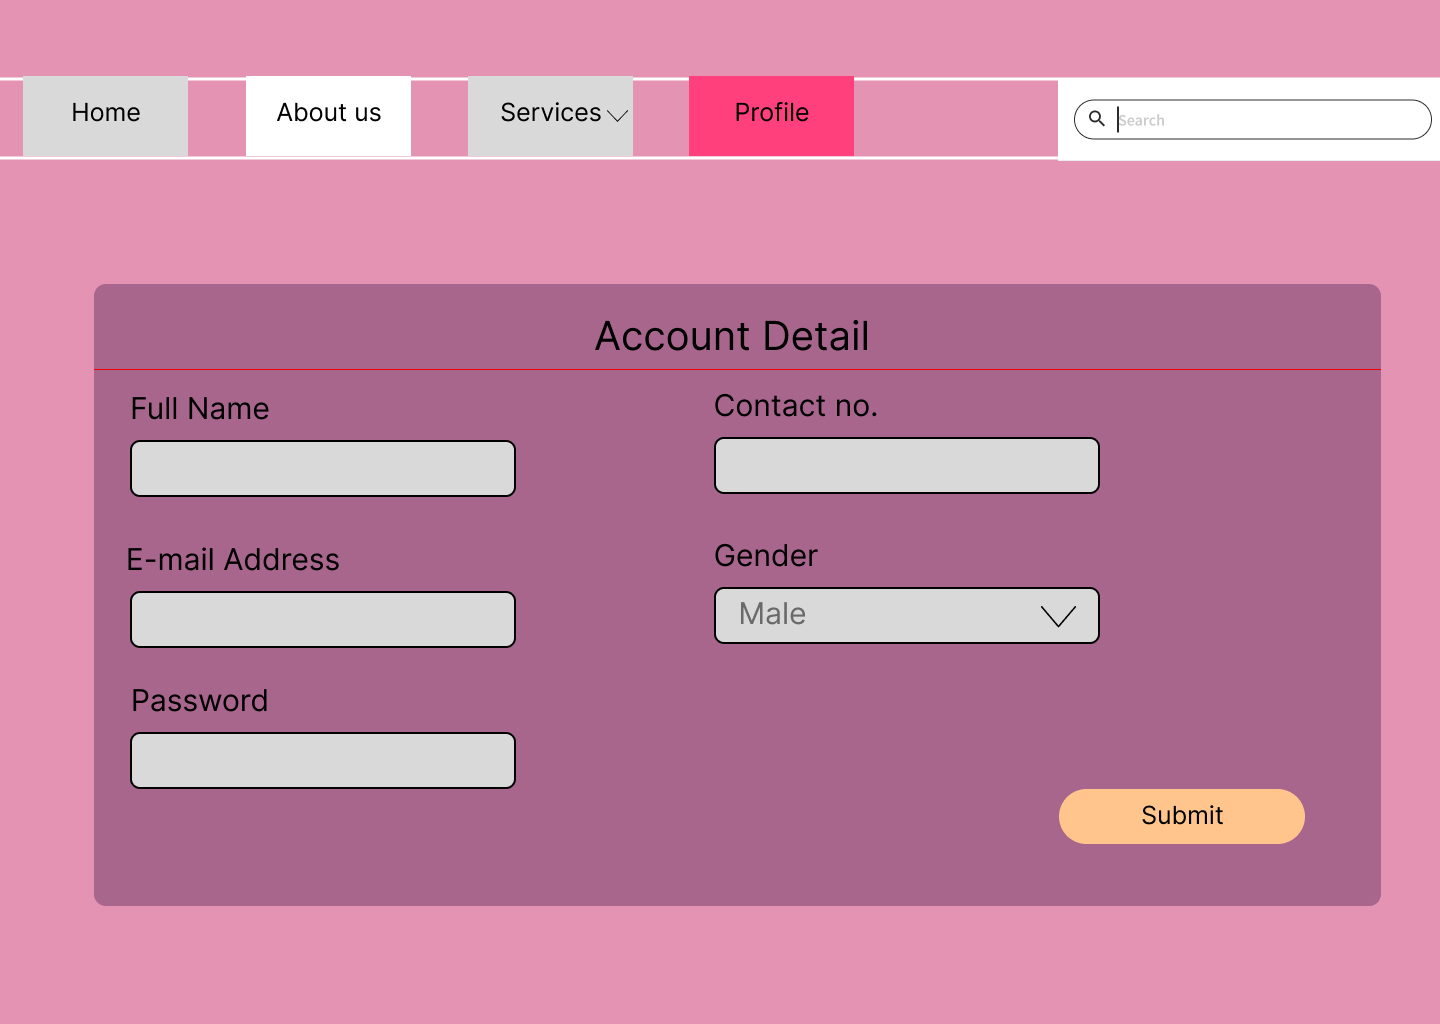 Home
About us
Services
Profile
Search
Account Detail
Full Name
Contact no.
E-mail Address
Gender
Male
Password
Submit